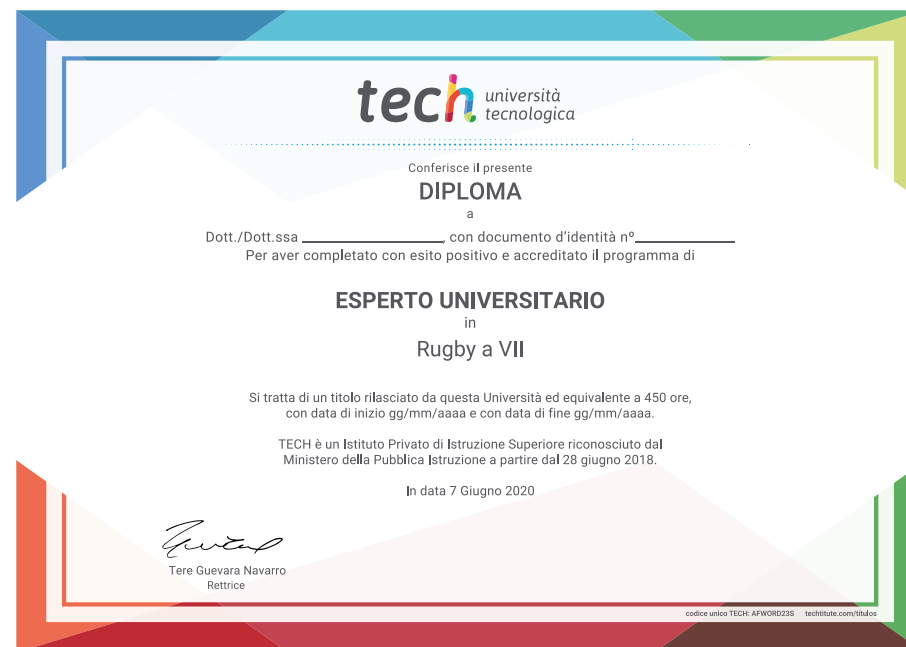 tech università
tecnologica
Conferisce il presente
DIPLOMA
a
Dott./Dott.ssa ____________________, con documento d'identità nº______________
Per aver completato con esito positivo e accreditato il programma di
ESPERTO UNIVERSITARIO
in
Rugby a VII
Si tratta di un titolo rilasciato da questa Università ed equivalente a 450 ore,
con data di inizio gg/mm/aaaa e con data di fine gg/mm/aaaa.
TECH è un Istituto Privato di Istruzione Superiore riconosciuto dal
Ministero della Pubblica Istruzione a partire dal 28 giugno 2018.
In data 7 Giugno 2020
Tere Guevara Navarro
Rettrice
codice unico TECH: AFWORD23S techtitute.com/titulos